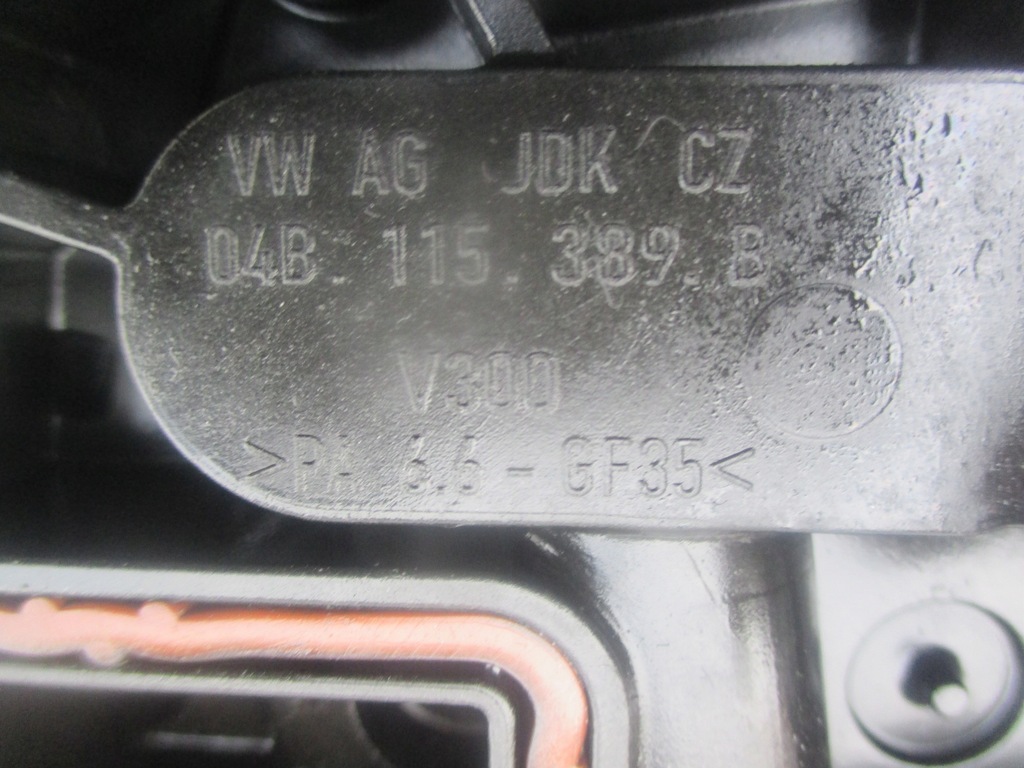 VW AG JDK CZ
04B. 115. 389. B
V300
>PA 6.6 - GF35<